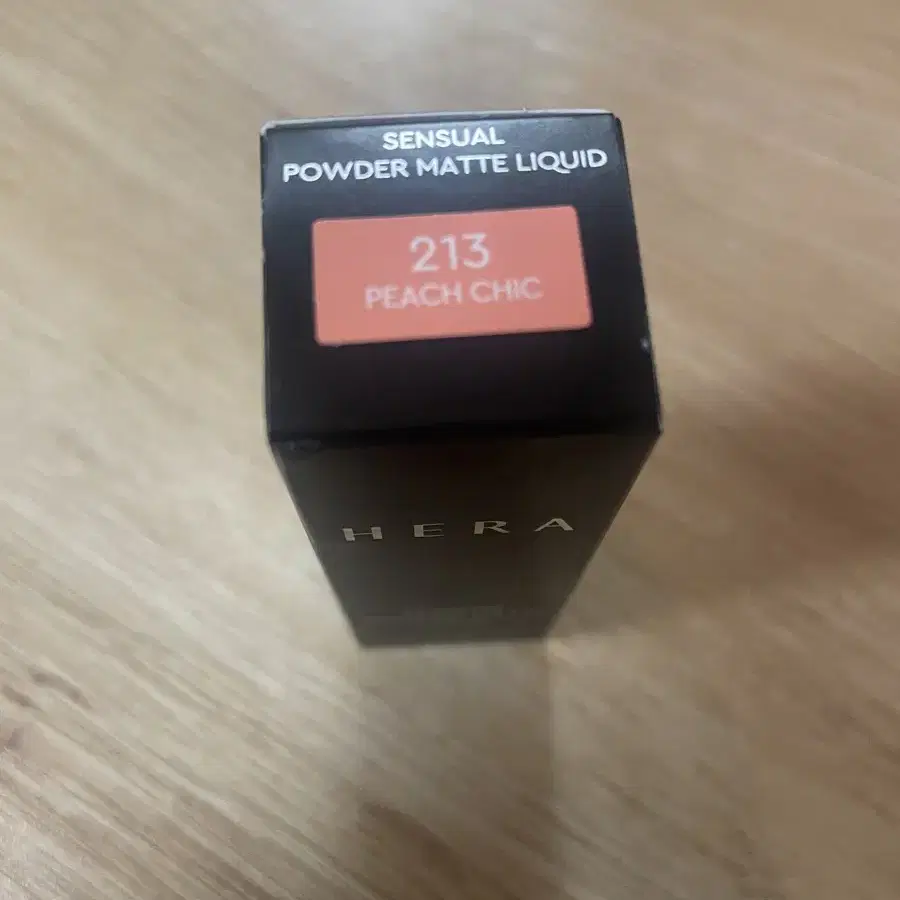 SENSUAL
POWDER MATTE LIQUID
213
PEACH CHIC
HERA